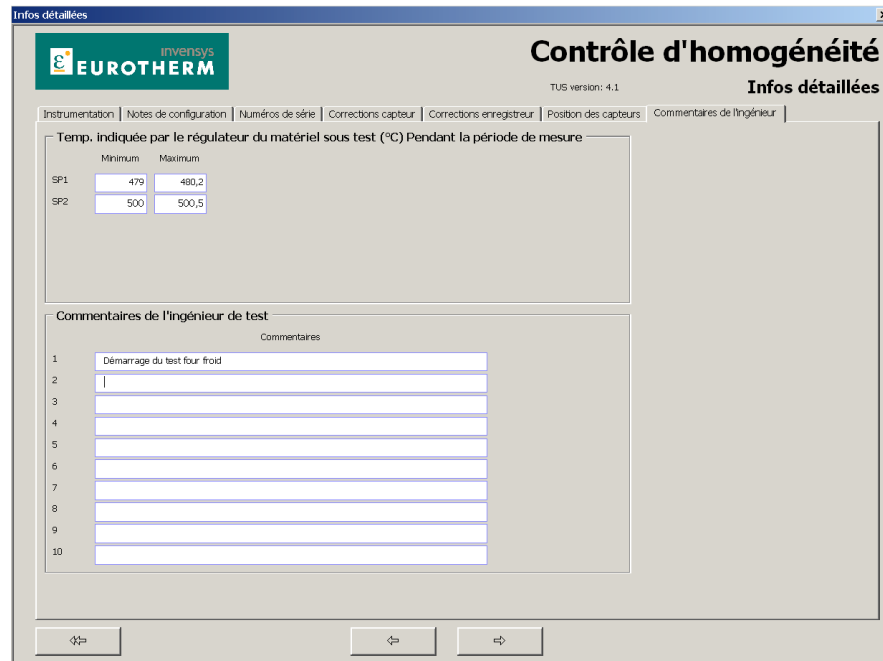 Infos détaillées
invensys
EUROTHERM
Contrôle d'homogénéité
TUS version: 4.1
Infos détaillées
Instrumentation
Notes de configuration
Numéros de série
Corrections capteur
Corrections enregistreur
Position des capteurs
Commentaires de l'ingénieur
Temp. indiquée par le régulateur du matériel sous test (°C) Pendant la période de mesure
Minimum Maximum
SP1 479 480,2
SP2 500 500,5
Commentaires de l'ingénieur de test
Commentaires
1 Démarrage du test four froid
2
3
4
5
6
7
8
9
10